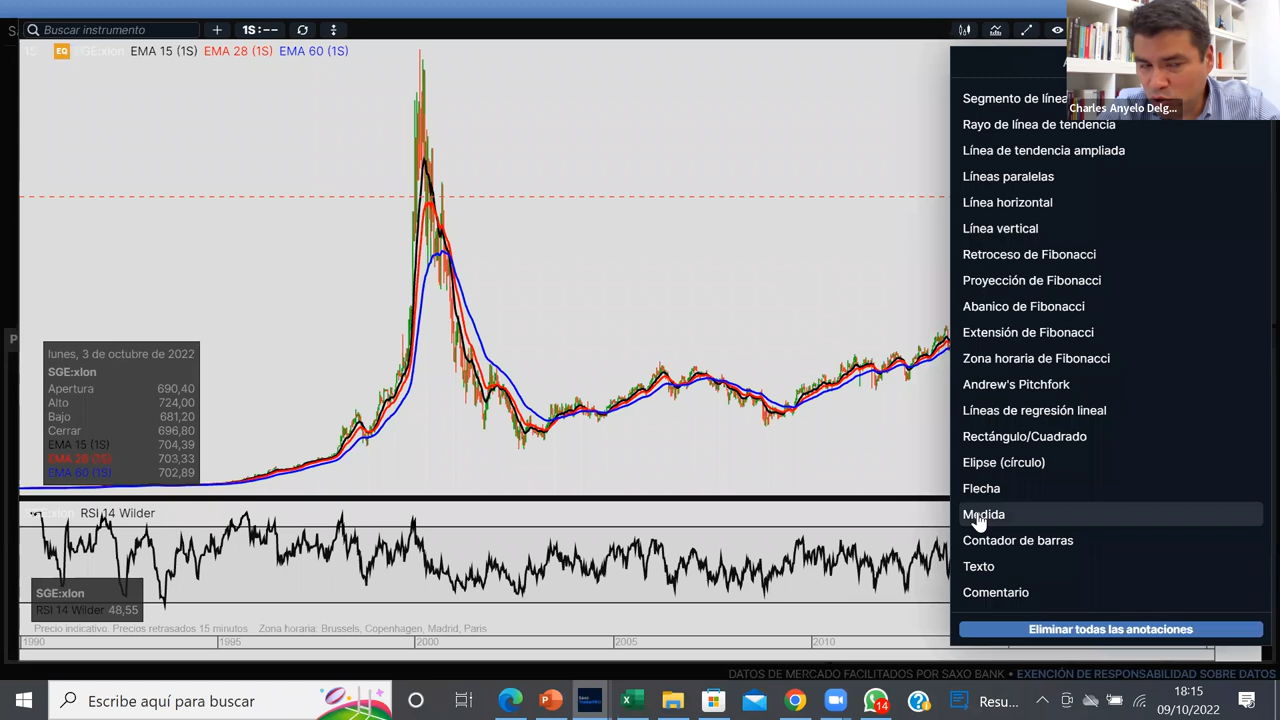 Buscar instrumento
1S:--
EQ SGE:xlon EMA 15 (1S) EMA 28 (1S) EMA 60 (1S)
Charles Anyelo Delg...
Segmento de línea
Rayo de línea de tendencia
Línea de tendencia ampliada
Líneas paralelas
Línea horizontal
Línea vertical
Retroceso de Fibonacci
Proyección de Fibonacci
Abanico de Fibonacci
Extensión de Fibonacci
Zona horaria de Fibonacci
Andrew's Pitchfork
Líneas de regresión lineal
Rectángulo/Cuadrado
Elipse (círculo)
Flecha
Medida
Contador de barras
Texto
Comentario
Eliminar todas las anotaciones
lunes, 3 de octubre de 2022
SGE:xlon
Apertura 690,40
Alto 724,00
Bajo 681,20
Cerrar 696,80
EMA 15 (1S) 704,39
EMA 28 (1S) 703,33
EMA 60 (1S) 702,89
RSI 14 Wilder
SGE:xlon
RSI 14 Wilder 48,55
Precio indicativo. Precios retrasados 15 minutos Zona horaria: Brussels, Copenhagen, Madrid, Paris
1990 1995 2000 2005 2010
DATOS DE MERCADO FACILITADOS POR SAXO BANK • EXENCIÓN DE RESPONSABILIDAD SOBRE DATOS
Escribe aquí para buscar
14
Resu...
18:15
09/10/2022